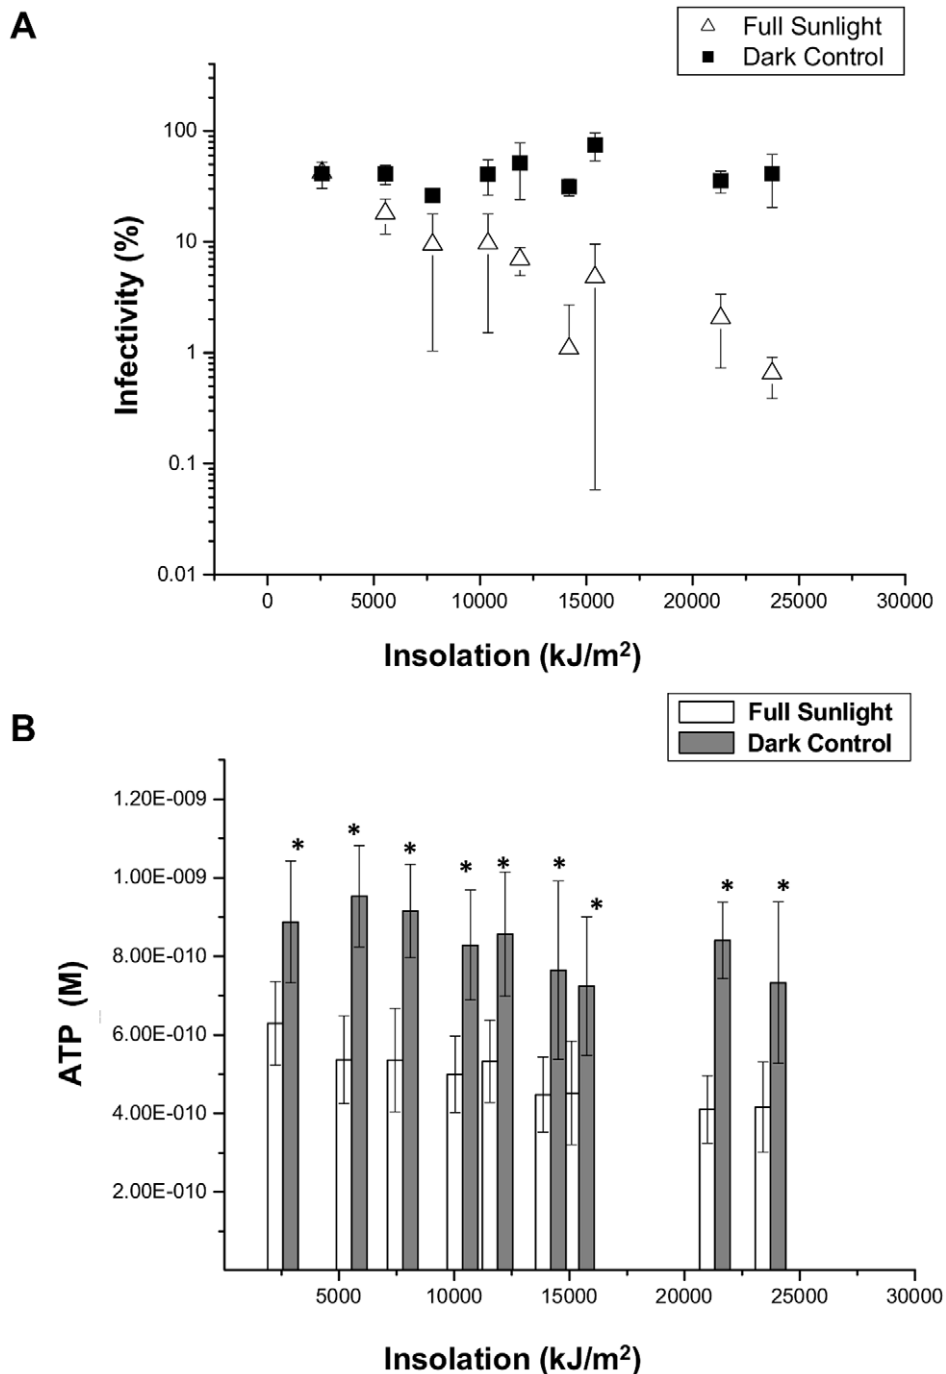 A
Full Sunlight
Dark Control
100
10
1
0.1
0.01
Infectivity (%)
0 5000 10000 15000 20000 25000 30000
Insolation (kJ/m²)
B
Full Sunlight
Dark Control
1.20E-009
1.00E-009
8.00E-010
6.00E-010
4.00E-010
2.00E-010
ATP (M)
* * * * * * * * *
5000 10000 15000 20000 25000 30000
Insolation (kJ/m²)